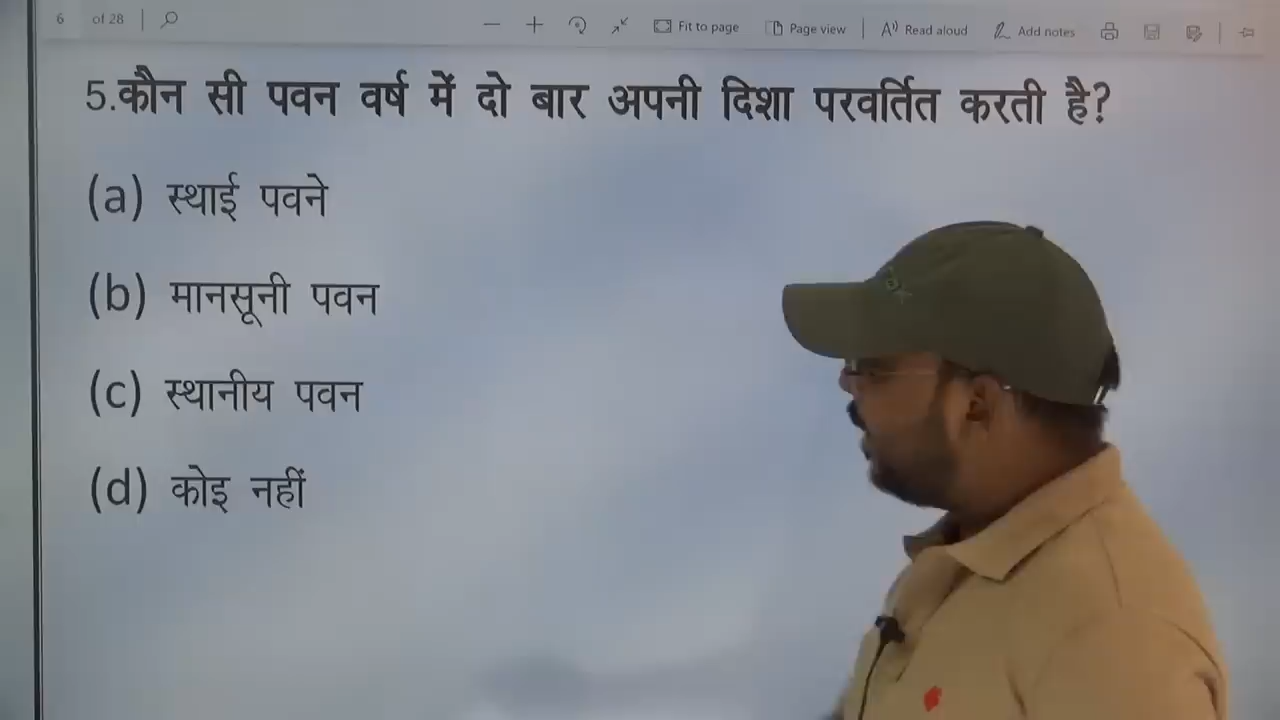 6 of 28 Fit to page Page view Read aloud Add notes
5.कौन सी पवन वर्ष में दो बार अपनी दिशा परवर्तित करती है?
(a) स्थाई पवने
(b) मानसूनी पवन
(c) स्थानीय पवन
(d) कोइ नहीं